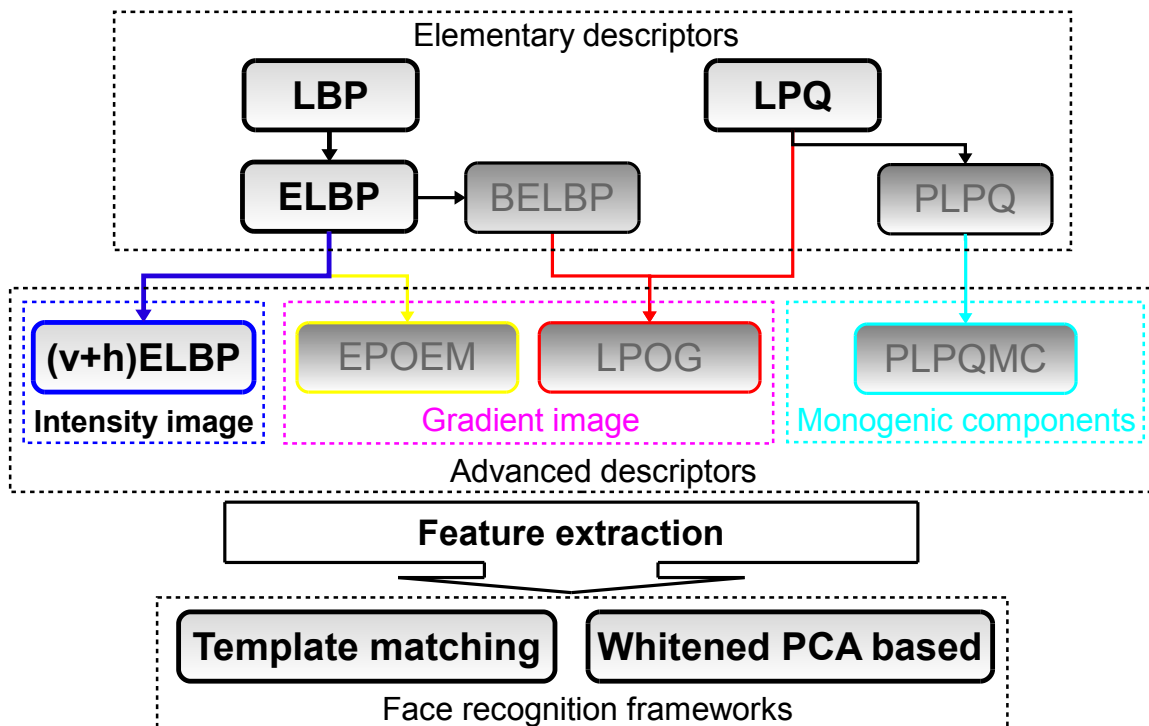 Elementary descriptors
LBP
LPQ
ELBP
BELBP
PLPQ
(v+h)ELBP
EPOEM
LPOG
PLPQMC
Intensity image
Gradient image
Monogenic components
Advanced descriptors
Feature extraction
Template matching
Whitened PCA based
Face recognition frameworks